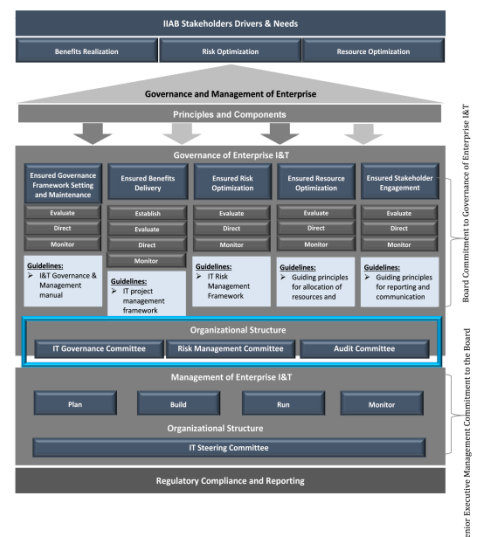 IIAB Stakeholders Drivers & Needs
Benefits Realization
Risk Optimization
Resource Optimization
Governance and Management of Enterprise
Principles and Components
Governance of Enterprise I&T
Ensured Governance
Framework Setting
and Maintenance
Evaluate
Direct
Monitor
Guidelines:
➢ I&T Governance &
Management
manual
Ensured Benefits
Delivery
Establish
Evaluate
Direct
Monitor
Guidelines:
➢ IT project
management
framework
Ensured Risk
Optimization
Evaluate
Direct
Monitor
Guidelines:
➢ IT Risk
Management
Framework
Ensured Resource
Optimization
Evaluate
Direct
Monitor
Guidelines:
➢ Guiding principles
for allocation of
resources and
Ensured Stakeholder
Engagement
Evaluate
Direct
Monitor
Guidelines:
➢ Guiding principles
for reporting and
communication
Organizational Structure
IT Governance Committee
Risk Management Committee
Audit Committee
Management of Enterprise I&T
Plan
Build
Run
Monitor
Organizational Structure
IT Steering Committee
Regulatory Compliance and Reporting
Board Commitment to Governance of Enterprise I&T
enior Executive Management Commitment to the Board